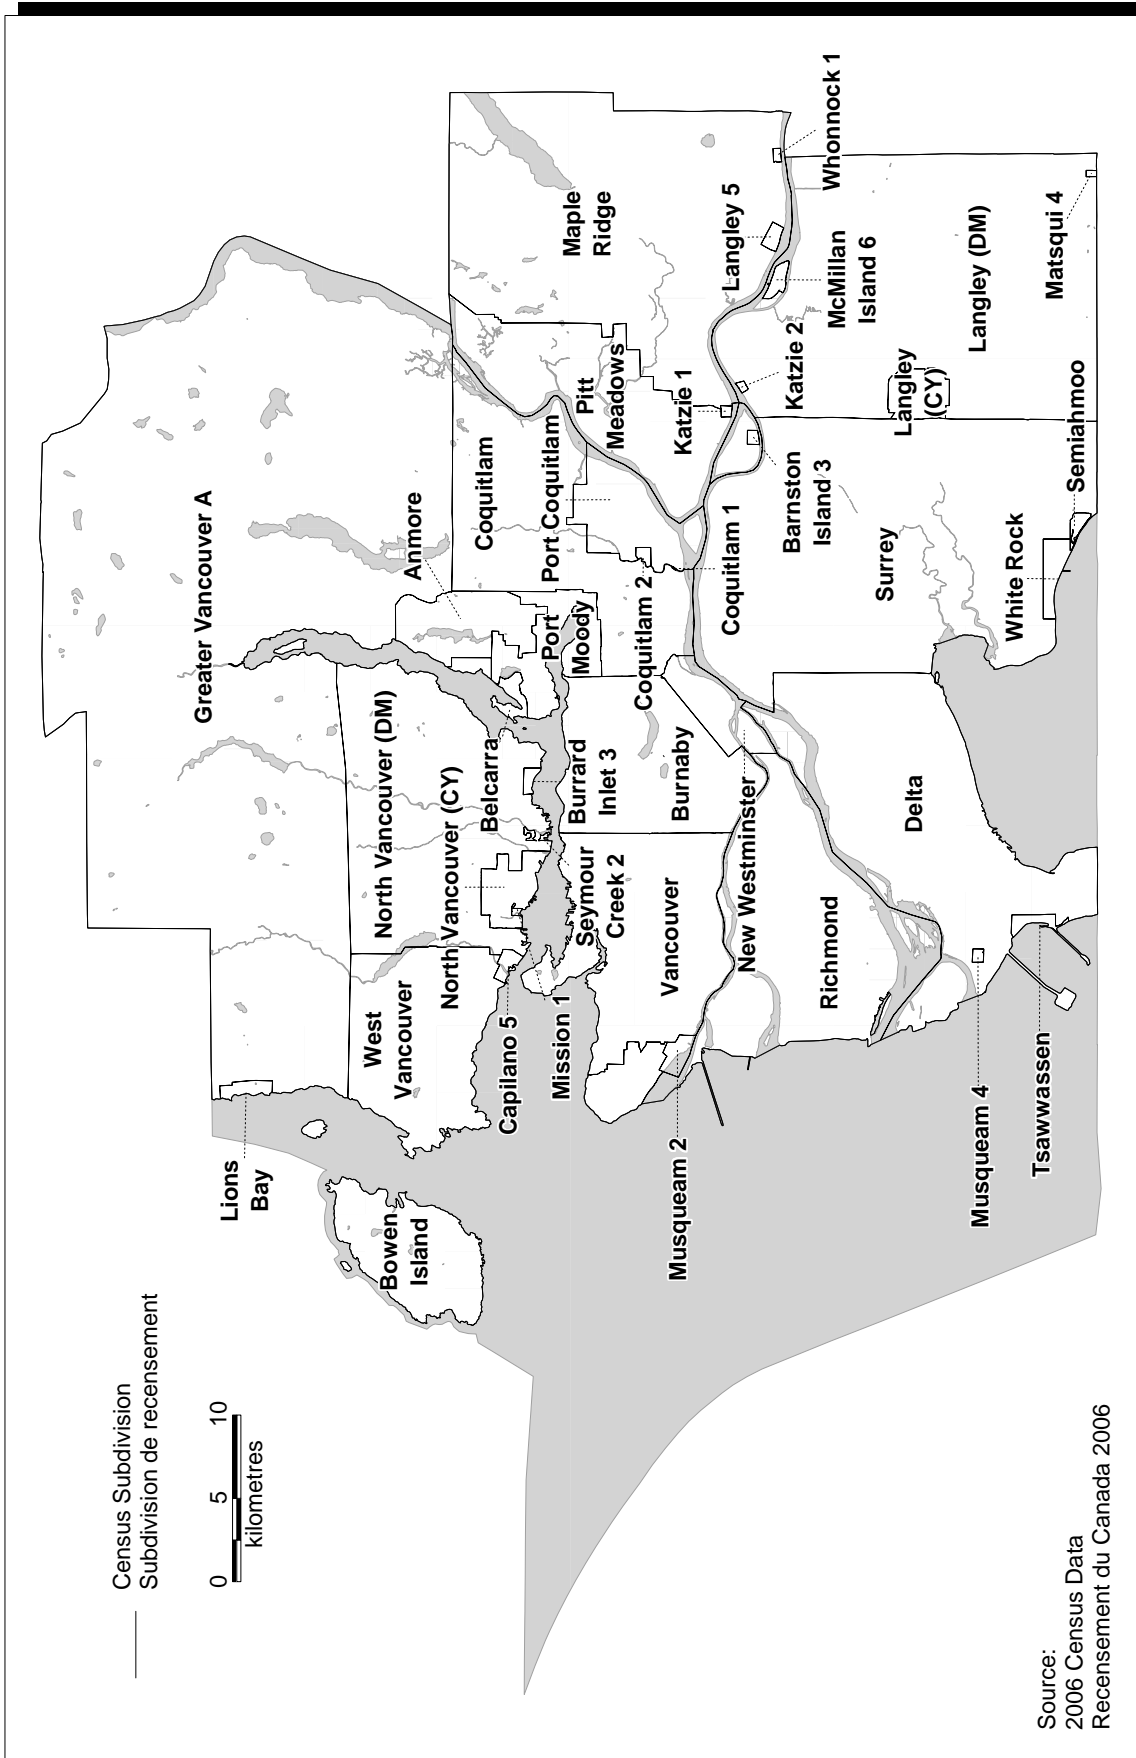 Census Subdivision
Subdivision de recensement
0 5 10
kilometres
Greater Vancouver A
Lions
Bay
Bowen
Island
West
Vancouver
North Vancouver (DM)
North Vancouver (CY)
Anmore
Belcarra
Coquitlam
Port Coquitlam
Port
Moody
Pitt
Meadows
Maple
Ridge
Capilano 5
Mission 1
Seymour
Creek 2
Burrard
Inlet 3
Burnaby
Coquitlam 2
Coquitlam 1
Katzie 1
Katzie 2
Langley 5
McMillan
Island 6
Whonnock 1
Barnston
Island 3
Vancouver
Musqueam 2
New Westminster
Richmond
Delta
Surrey
Langley
(CY)
Langley (DM)
Matsqui 4
Semiahmoo
White Rock
Musqueam 4
Tsawwassen
Source:
2006 Census Data
Recensement du Canada 2006